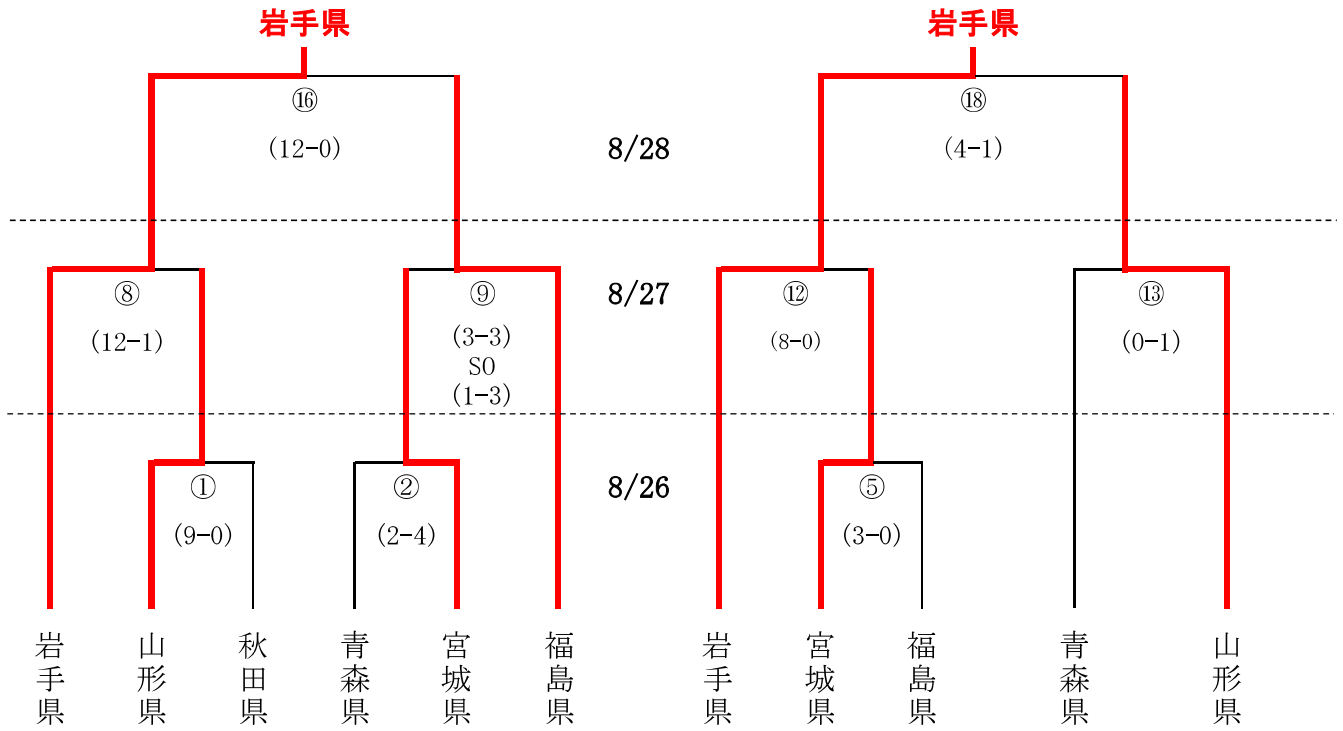 岩手県
岩手県
⑯
⑱
(12-0)
8/28
(4-1)
⑧
⑨
8/27
⑫
⑬
(12-1)
(3-3)
SO
(1-3)
(8-0)
(0-1)
①
②
8/26
⑤
(9-0)
(2-4)
(3-0)
岩手県
山形県
秋田県
青森県
宮城県
福島県
岩手県
宮城県
福島県
青森県
山形県